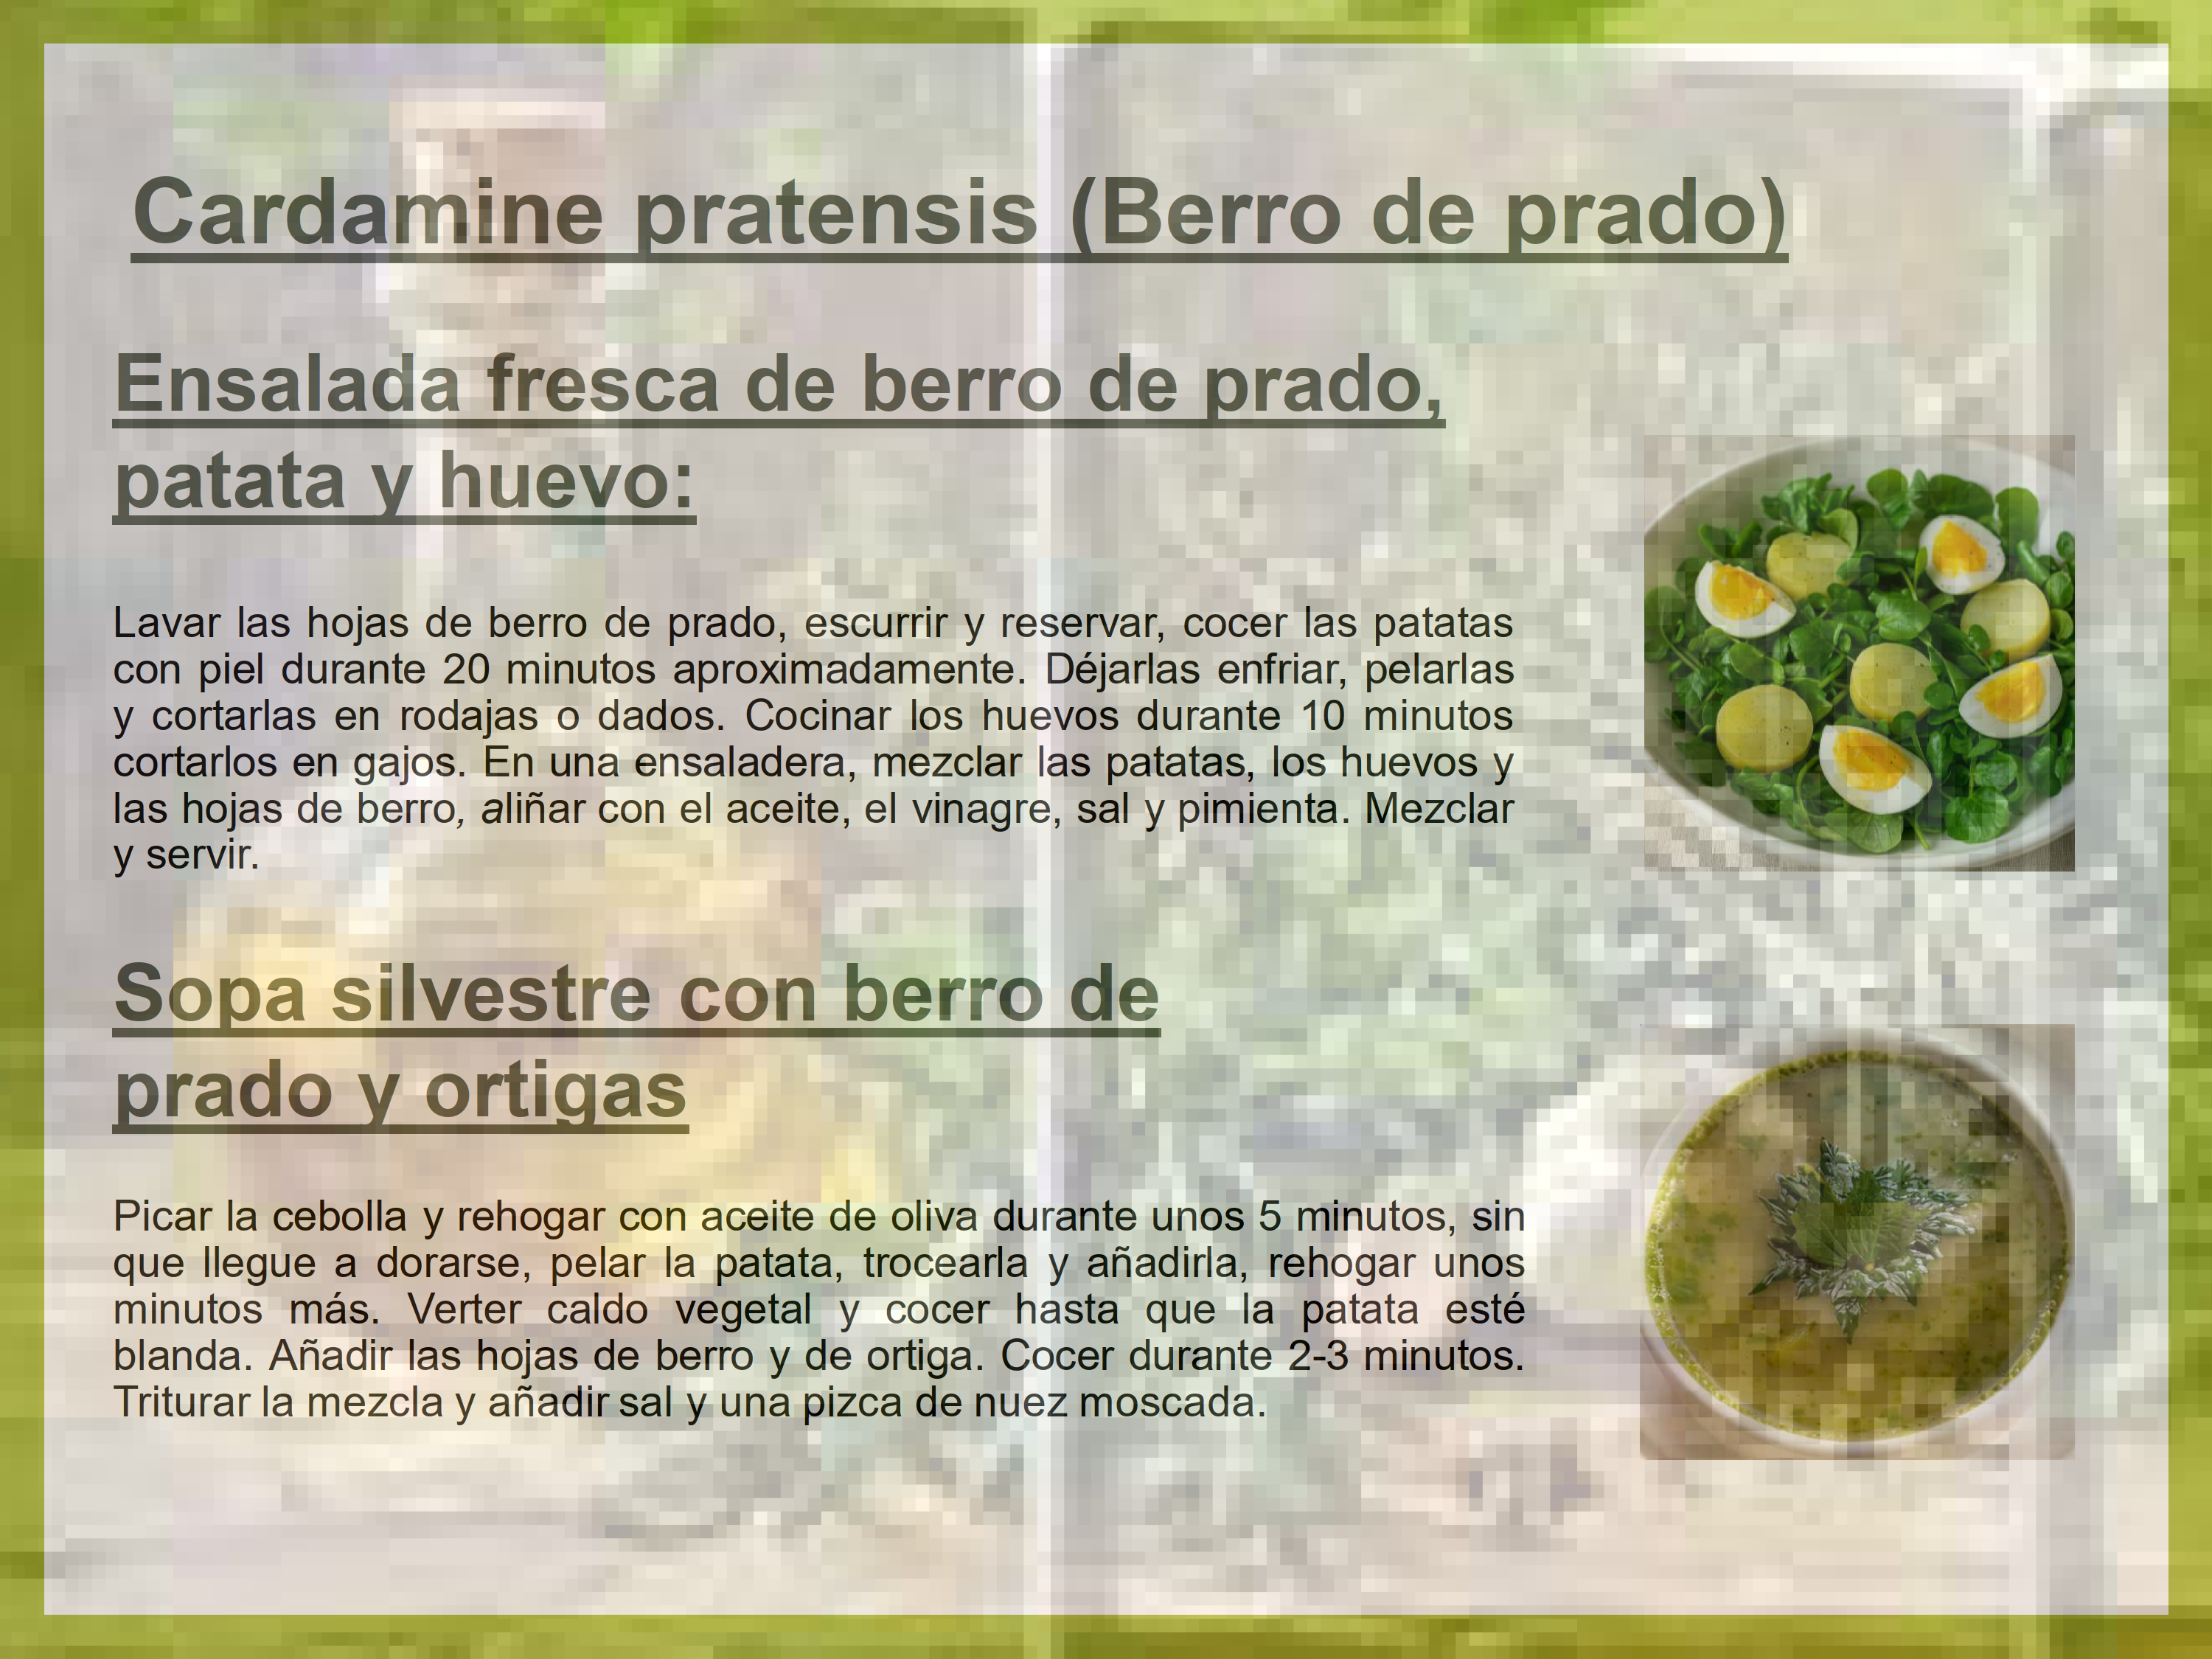 Cardamine pratensis (Berro de prado)
Ensalada fresca de berro de prado,
patata y huevo:
Lavar las hojas de berro de prado, escurrir y reservar, cocer las patatas
con piel durante 20 minutos aproximadamente. Déjarlas enfriar, pelarlas
y cortarlas en rodajas o dados. Cocinar los huevos durante 10 minutos
cortarlos en gajos. En una ensaladera, mezclar las patatas, los huevos y
las hojas de berro, aliñar con el aceite, el vinagre, sal y pimienta. Mezclar
y servir.
Sopa silvestre con berro de
prado y ortigas
Picar la cebolla y rehogar con aceite de oliva durante unos 5 minutos, sin
que llegue a dorarse, pelar la patata, trocearla y añadirla, rehogar unos
minutos más. Verter caldo vegetal y cocer hasta que la patata esté
blanda. Añadir las hojas de berro y de ortiga. Cocer durante 2-3 minutos.
Triturar la mezcla y añadir sal y una pizca de nuez moscada.